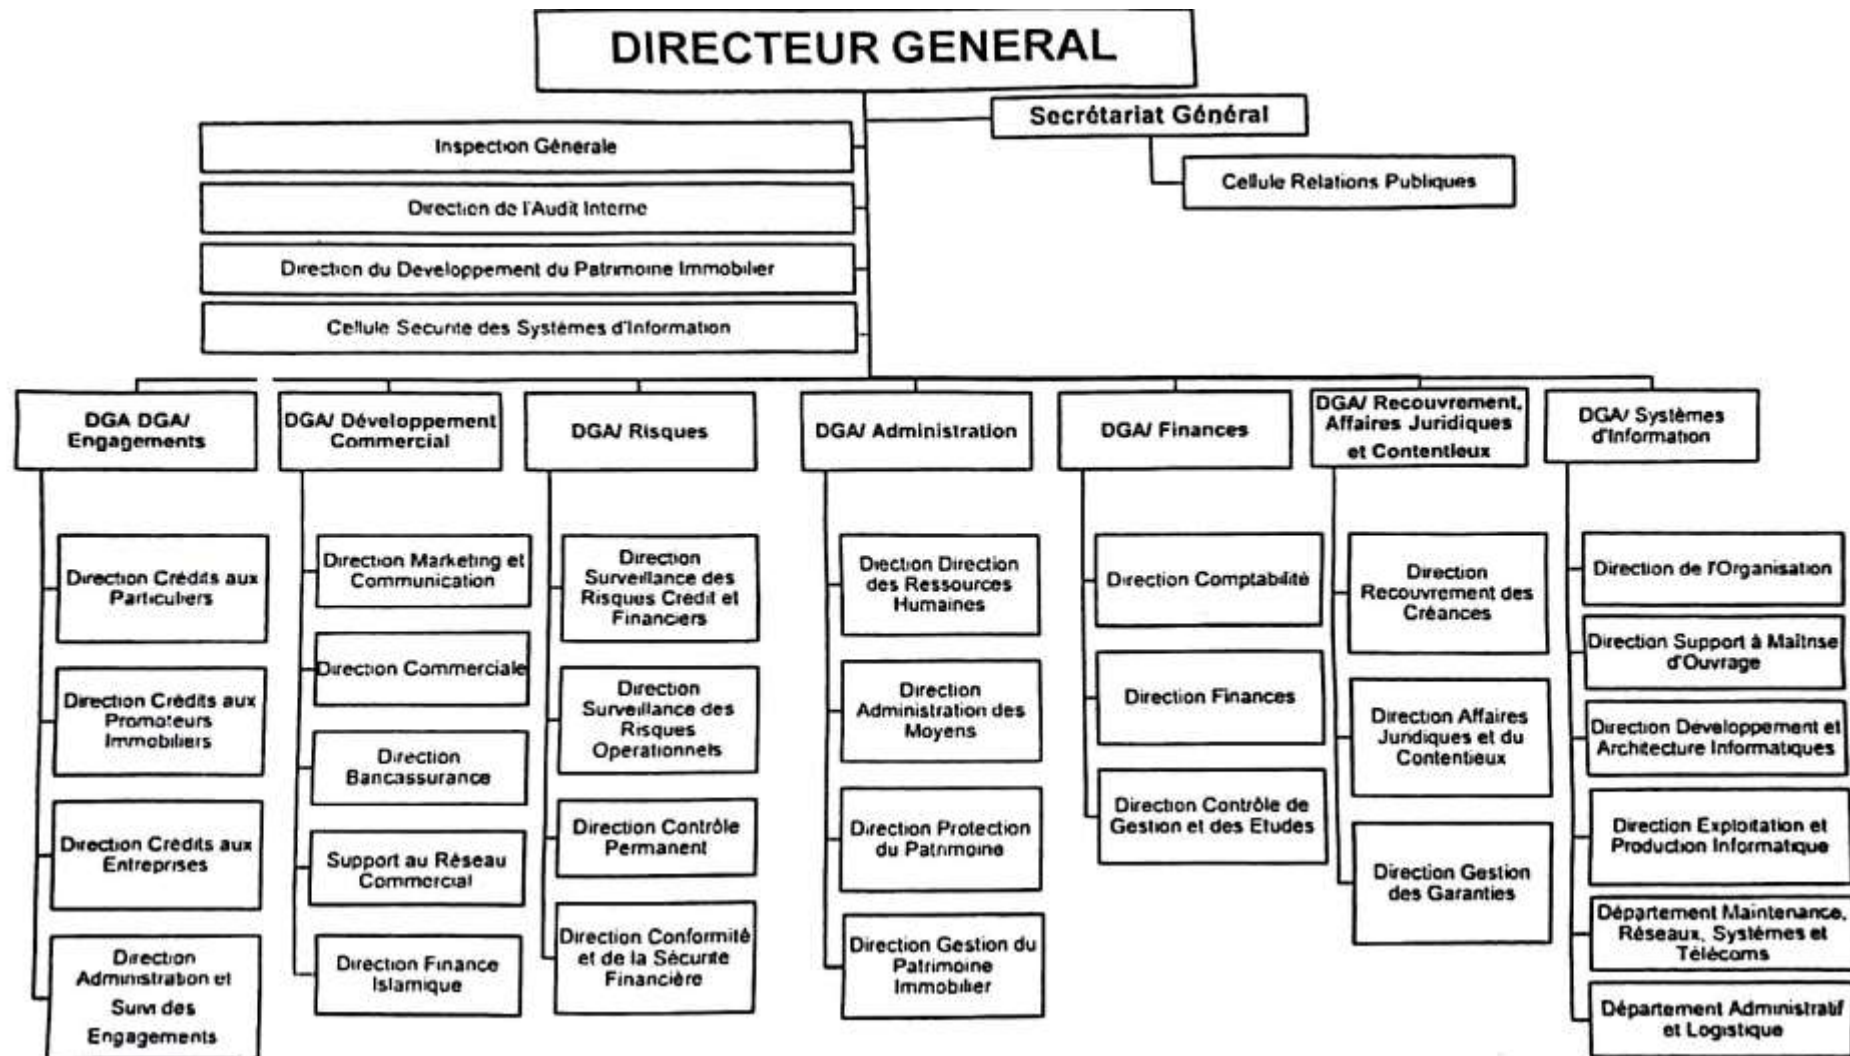 DIRECTEUR GENERAL
Secrétariat Général
Cellule Relations Publiques
Inspection Génerale
Direction de l'Audit Interne
Direction du Developpement du Patrimoine Immobilier
Cellule Securite des Systèmes d'Information
DGA DGA/
Engagements
DGA/ Développement
Commercial
DGA/ Risques
DGA/ Administration
DGA/ Finances
DGA/ Recouvrement,
Affaires Juridiques
et Contentieux
DGA/ Systèmes
d'Information
Direction Crédits aux
Particuliers
Direction Crédits aux
Promoteurs
Immobiliers
Direction Crédits aux
Entreprises
Direction
Administration et
Suivi des
Engagements
Direction Marketing et
Communication
Direction Commerciale
Direction
Bancassurance
Support au Réseau
Commercial
Direction Finance
Islamique
Direction
Surveillance des
Risques Credit et
Financiers
Direction
Surveillance des
Risques
Operationnels
Direction Contrôle
Permanent
Direction Conformité
et de la Sécurite
Financière
Diection Direction
des Ressources
Humaines
Direction
Administration des
Moyens
Direction Protection
du Patrimoine
Direction Gestion du
Patrimoine
Immobilier
Direction Comptabilité
Direction Finances
Direction Contrôle de
Gestion et des Etudes
Direction
Recouvrement des
Créances
Direction Affaires
Juridiques et du
Contentieux
Direction Gestion
des Garanties
Direction de l'Organisation
Direction Support à Maîtrise
d'Ouvrage
Direction Développement et
Architecture Informatiques
Direction Exploitation et
Production Informatique
Département Maintenance,
Réseaux, Systèmes et
Télécoms
Département Administratif
et Logistique